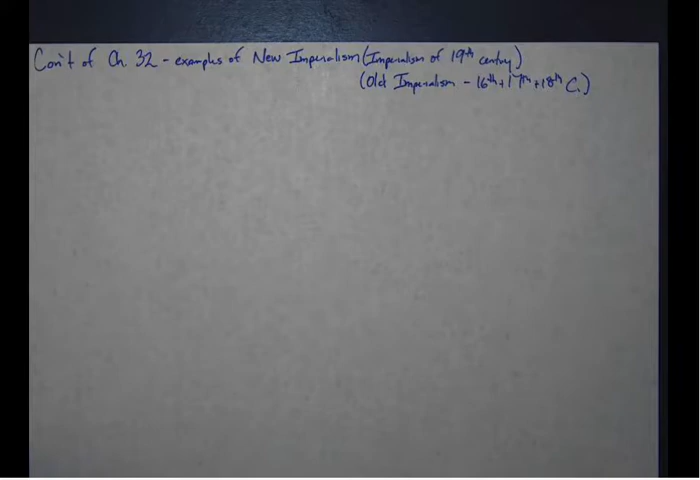 Con't of Ch. 32 - examples of New Imperialism (Imperialism of 19th century)
(Old Imperialism - 16th + 17th + 18th C.)